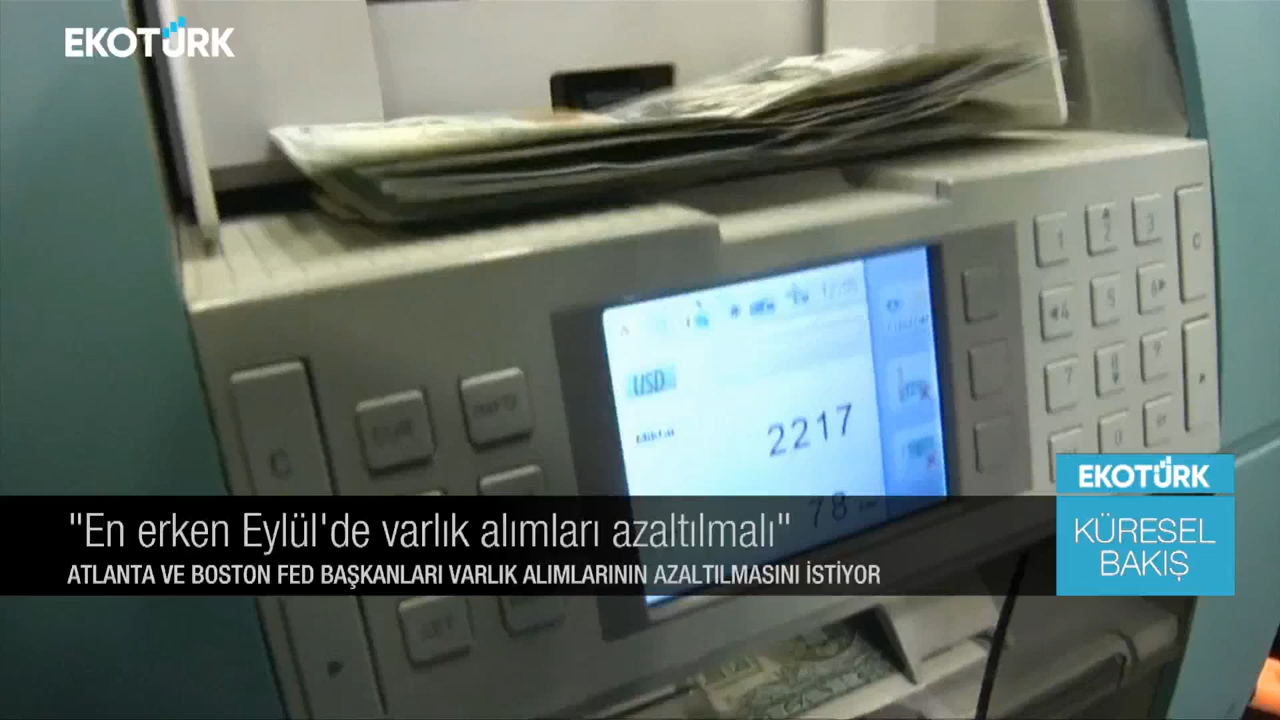 EKOTÜRK
USD
2217
78
1
2
3
C
4
5
6
7
8
9
0
C
EKOTÜRK
KÜRESEL
BAKIŞ
"En erken Eylül'de varlık alımları azaltılmalı"
ATLANTA VE BOSTON FED BAŞKANLARI VARLIK ALIMLARININ AZALTILMASINI İSTİYOR